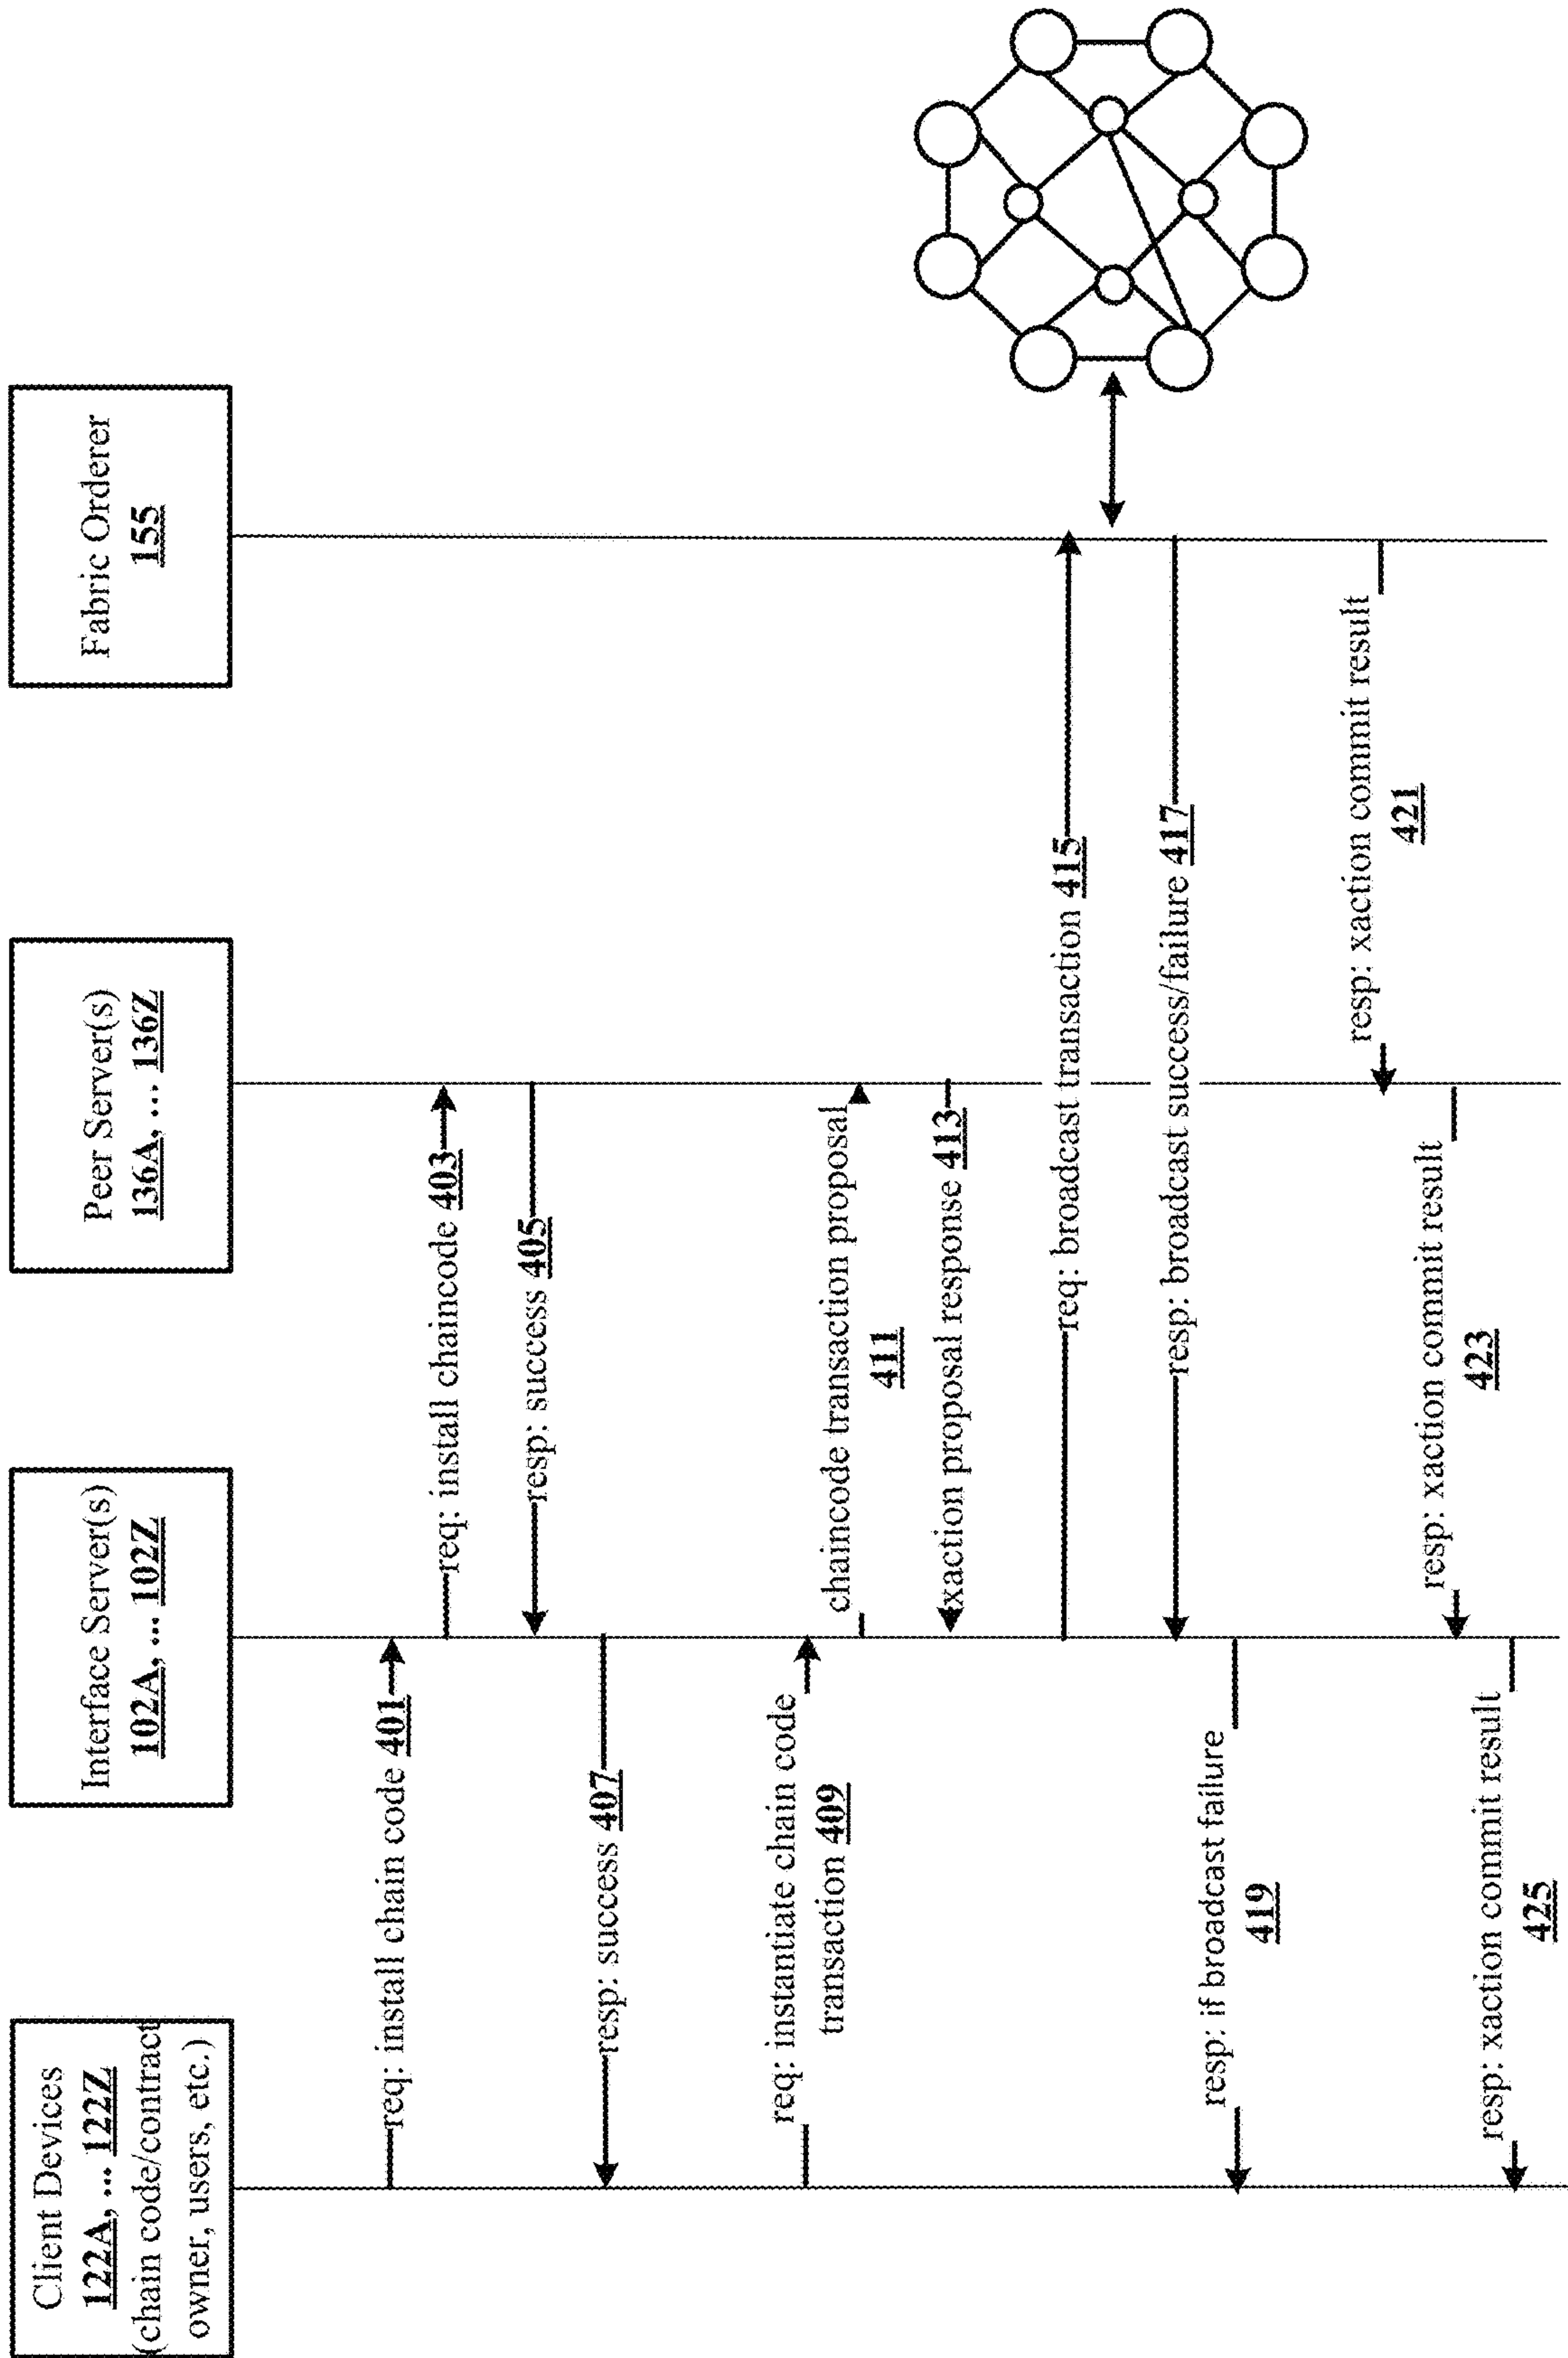 Client Devices
122A, ... 122Z
(chain code/contract
owner, users, etc.)
Interface Server(s)
102A, ... 102Z
Peer Server(s)
136A, ... 136Z
Fabric Orderer
155
req: install chain code 401
req: install chaincode 403
resp: success 405
resp: success 407
req: instantiate chain code
transaction 409
chaincode transaction proposal
411
xaction proposal response 413
req: broadcast transaction 415
resp: broadcast success/failure 417
resp: if broadcast failure
419
resp: xaction commit result
421
resp: xaction commit result
423
resp: xaction commit result
425